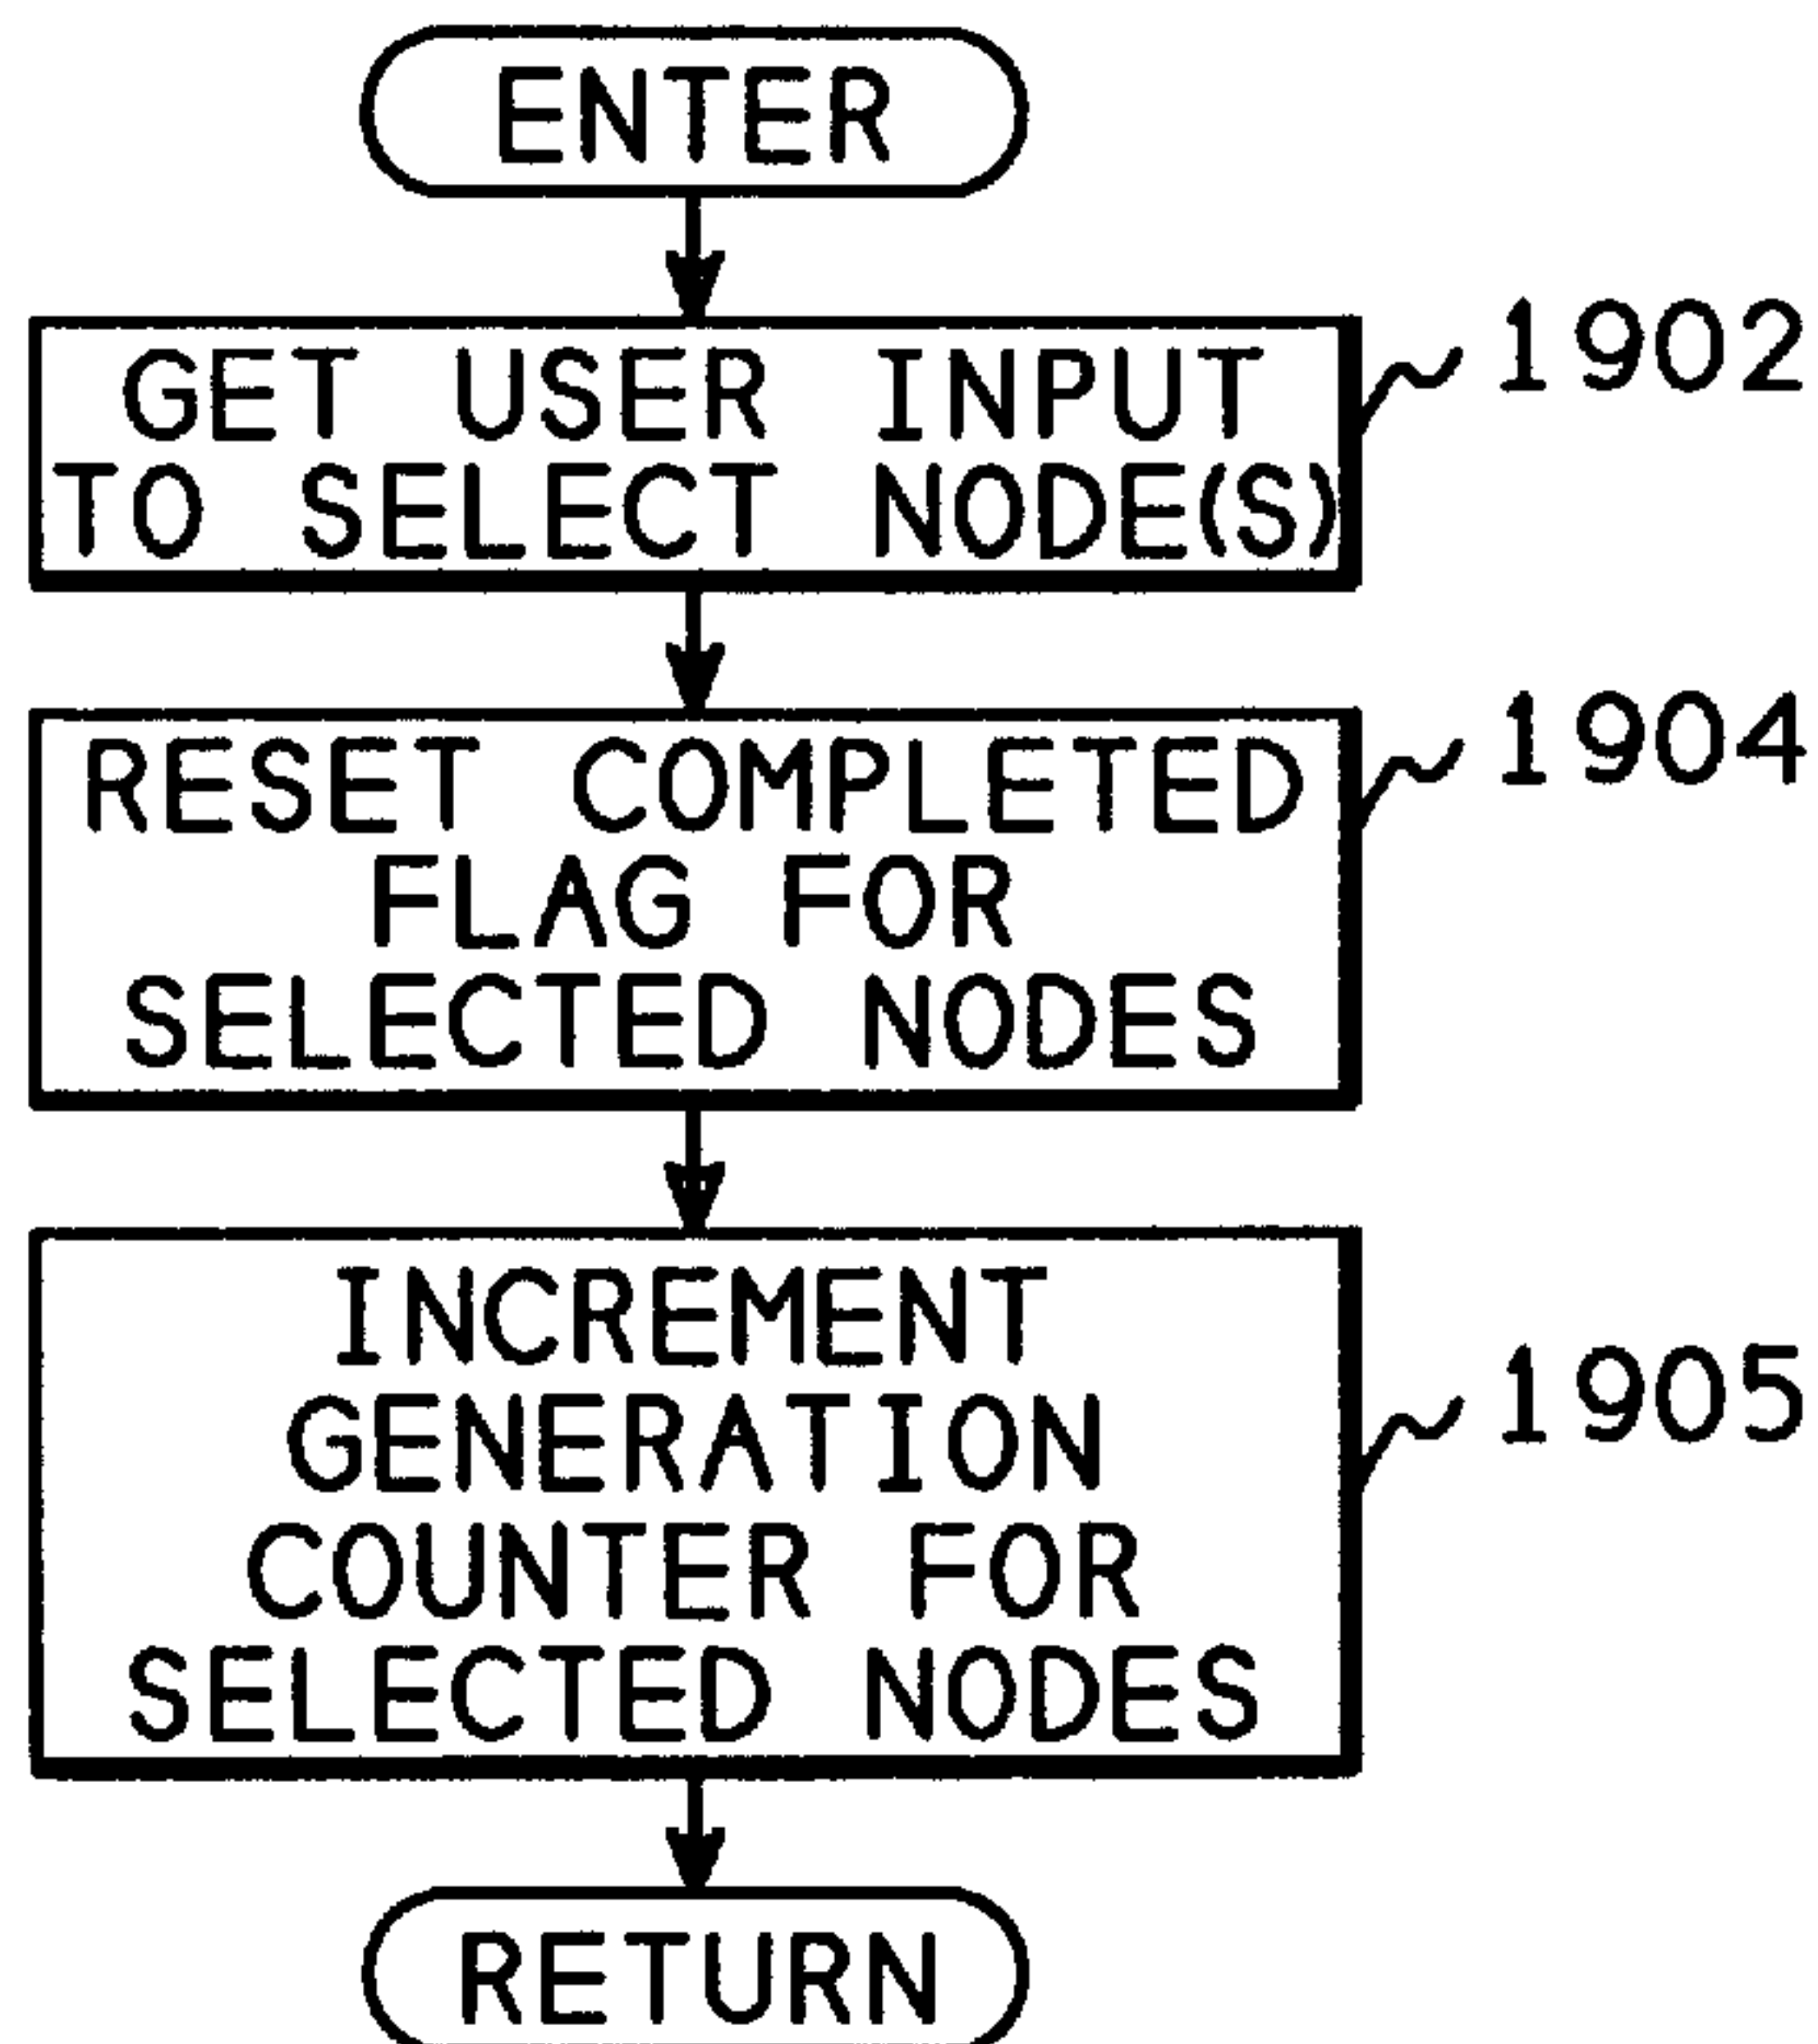 ENTER
GET USER INPUT
TO SELECT NODE(S)
1902
RESET COMPLETED
FLAG FOR
SELECTED NODES
1904
INCREMENT
GENERATION
COUNTER FOR
SELECTED NODES
1905
RETURN